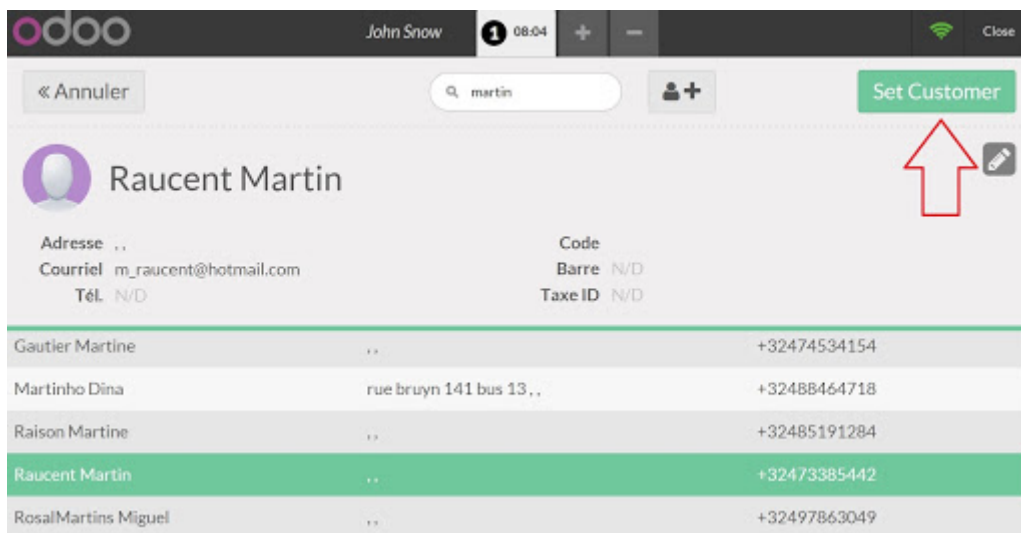 odoo John Snow 1 08:04 + − Close
« Annuler martin + Set Customer
Raucent Martin
Adresse , , Code
Courriel m_raucent@hotmail.com Barre N/D
Tél. N/D Taxe ID N/D
Gautier Martine , , +32474534154
Martinho Dina rue bruyn 141 bus 13 , , +32488464718
Raison Martine , , +32485191284
Raucent Martin , , +32473385442
RosalMartins Miguel , , +32497863049